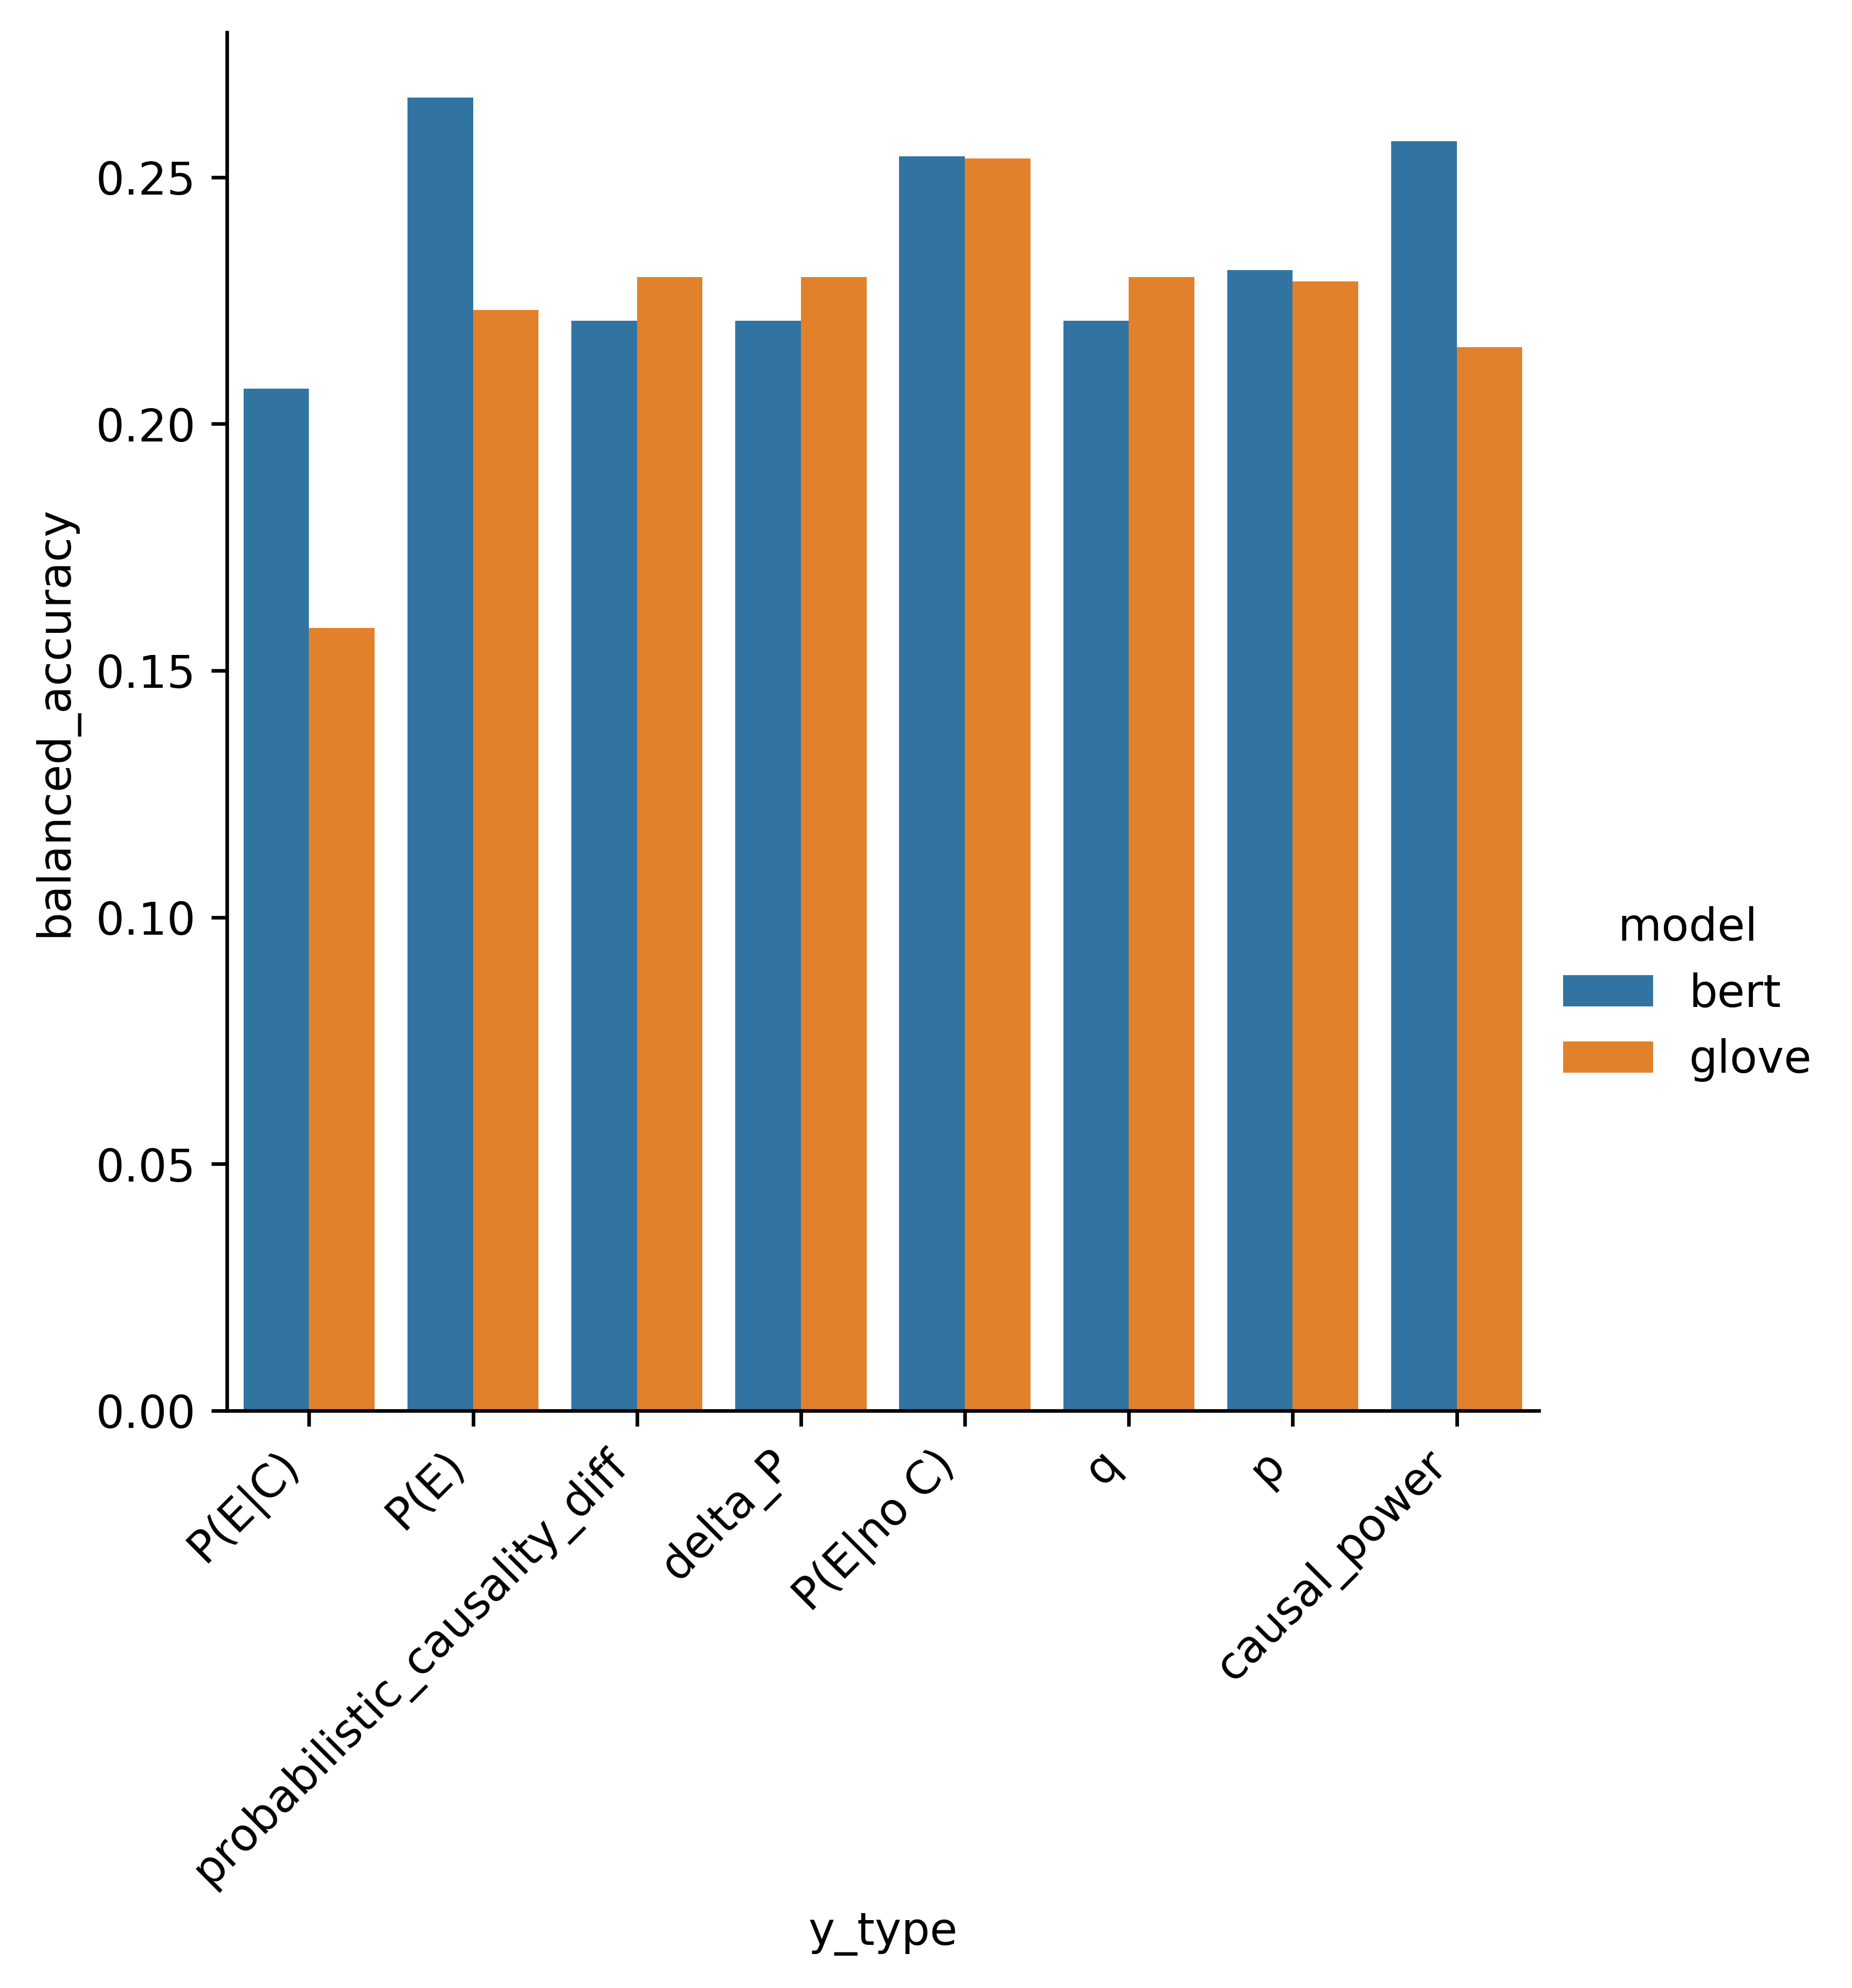 balanced_accuracy
0.25
0.20
0.15
0.10
0.05
0.00
P(E|C)
P(E)
probabilistic_causality_diff
delta_P
P(E|no C)
q
p
causal_power
y_type
model
bert
glove